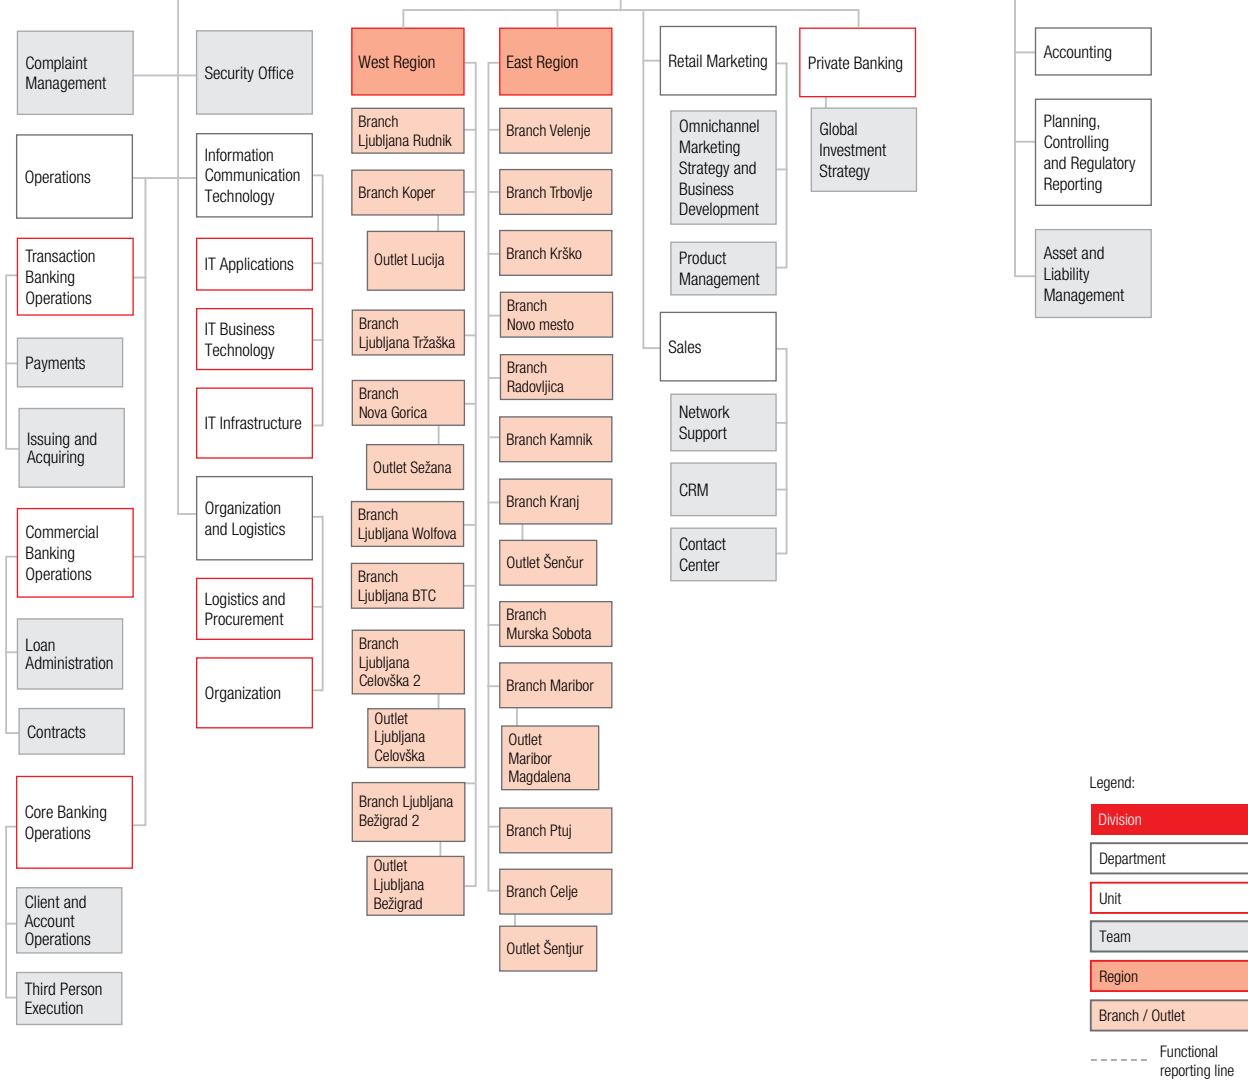 Complaint
Management
Operations
Transaction
Banking
Operations
Payments
Issuing and
Acquiring
Commercial
Banking
Operations
Loan
Administration
Contracts
Core Banking
Operations
Client and
Account
Operations
Third Person
Execution
Security Office
Information
Communication
Technology
IT Applications
IT Business
Technology
IT Infrastructure
Organization
and Logistics
Logistics and
Procurement
Organization
West Region
Branch
Ljubljana Rudnik
Branch Koper
Outlet Lucija
Branch
Ljubljana Tržaška
Branch
Nova Gorica
Outlet Sežana
Branch
Ljubljana Wolfova
Branch
Ljubljana BTC
Branch
Ljubljana
Celovška 2
Outlet
Ljubljana
Celovška
Branch Ljubljana
Bežigrad 2
Outlet
Ljubljana
Bežigrad
East Region
Branch Velenje
Branch Trbovlje
Branch Krško
Branch
Novo mesto
Branch
Radovljica
Branch Kamnik
Branch Kranj
Outlet Šenčur
Branch
Murska Sobota
Branch Maribor
Outlet
Maribor
Magdalena
Branch Ptuj
Branch Celje
Outlet Šentjur
Retail Marketing
Omnichannel
Marketing
Strategy and
Business
Development
Product
Management
Sales
Network
Support
CRM
Contact
Center
Private Banking
Global
Investment
Strategy
Accounting
Planning,
Controlling
and Regulatory
Reporting
Asset and
Liability
Management
Legend:
Division
Department
Unit
Team
Region
Branch / Outlet
Functional
reporting line